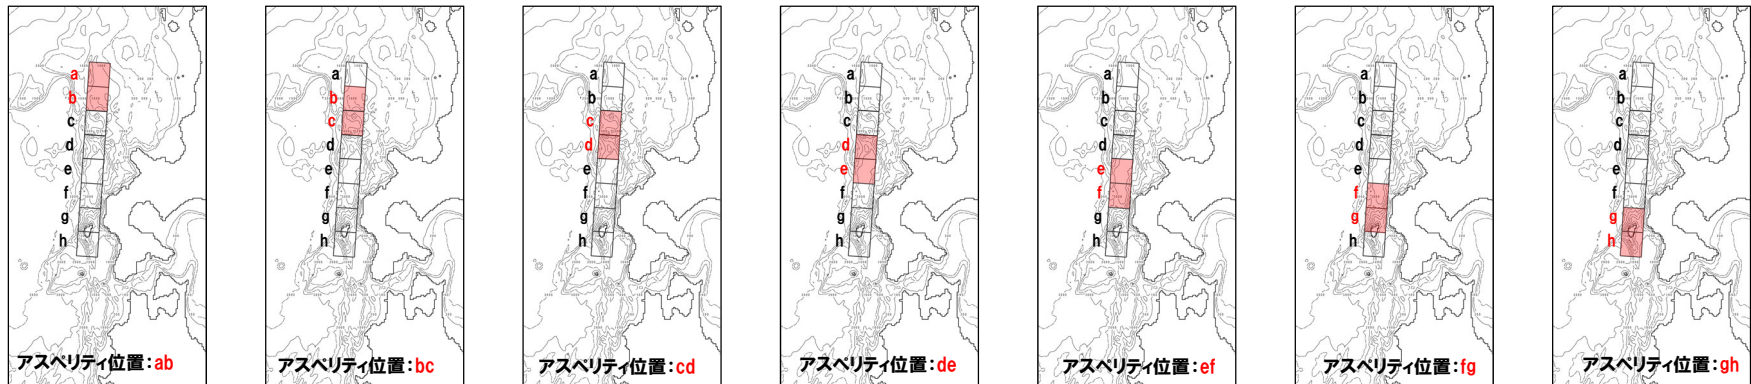 a
b
c
d
e
f
g
h
アスペリティ位置:ab
a
b
c
d
e
f
g
h
アスペリティ位置:bc
a
b
c
d
e
f
g
h
アスペリティ位置:cd
a
b
c
d
e
f
g
h
アスペリティ位置:de
a
b
c
d
e
f
g
h
アスペリティ位置:ef
a
b
c
d
e
f
g
h
アスペリティ位置:fg
a
b
c
d
e
f
g
h
アスペリティ位置:gh